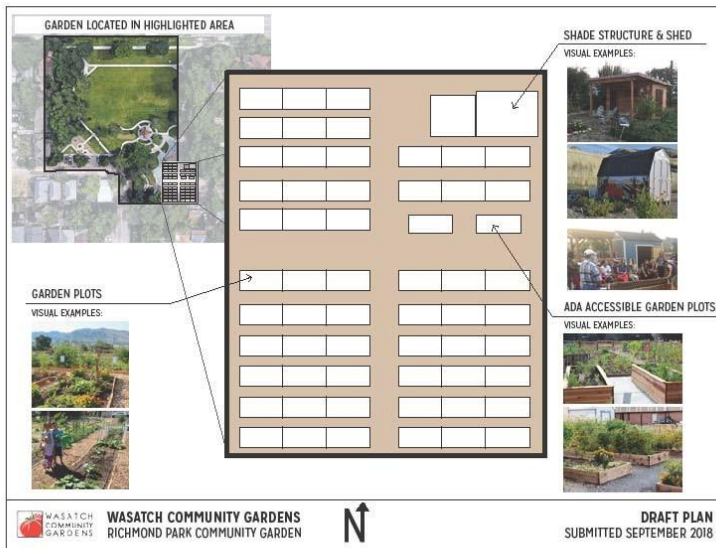 GARDEN LOCATED IN HIGHLIGHTED AREA
SHADE STRUCTURE & SHED
VISUAL EXAMPLES:
GARDEN PLOTS
VISUAL EXAMPLES:
ADA ACCESSIBLE GARDEN PLOTS
VISUAL EXAMPLES:
WASATCH
COMMUNITY
GARDENS
WASATCH COMMUNITY GARDENS
RICHMOND PARK COMMUNITY GARDEN
N
DRAFT PLAN
SUBMITTED SEPTEMBER 2018